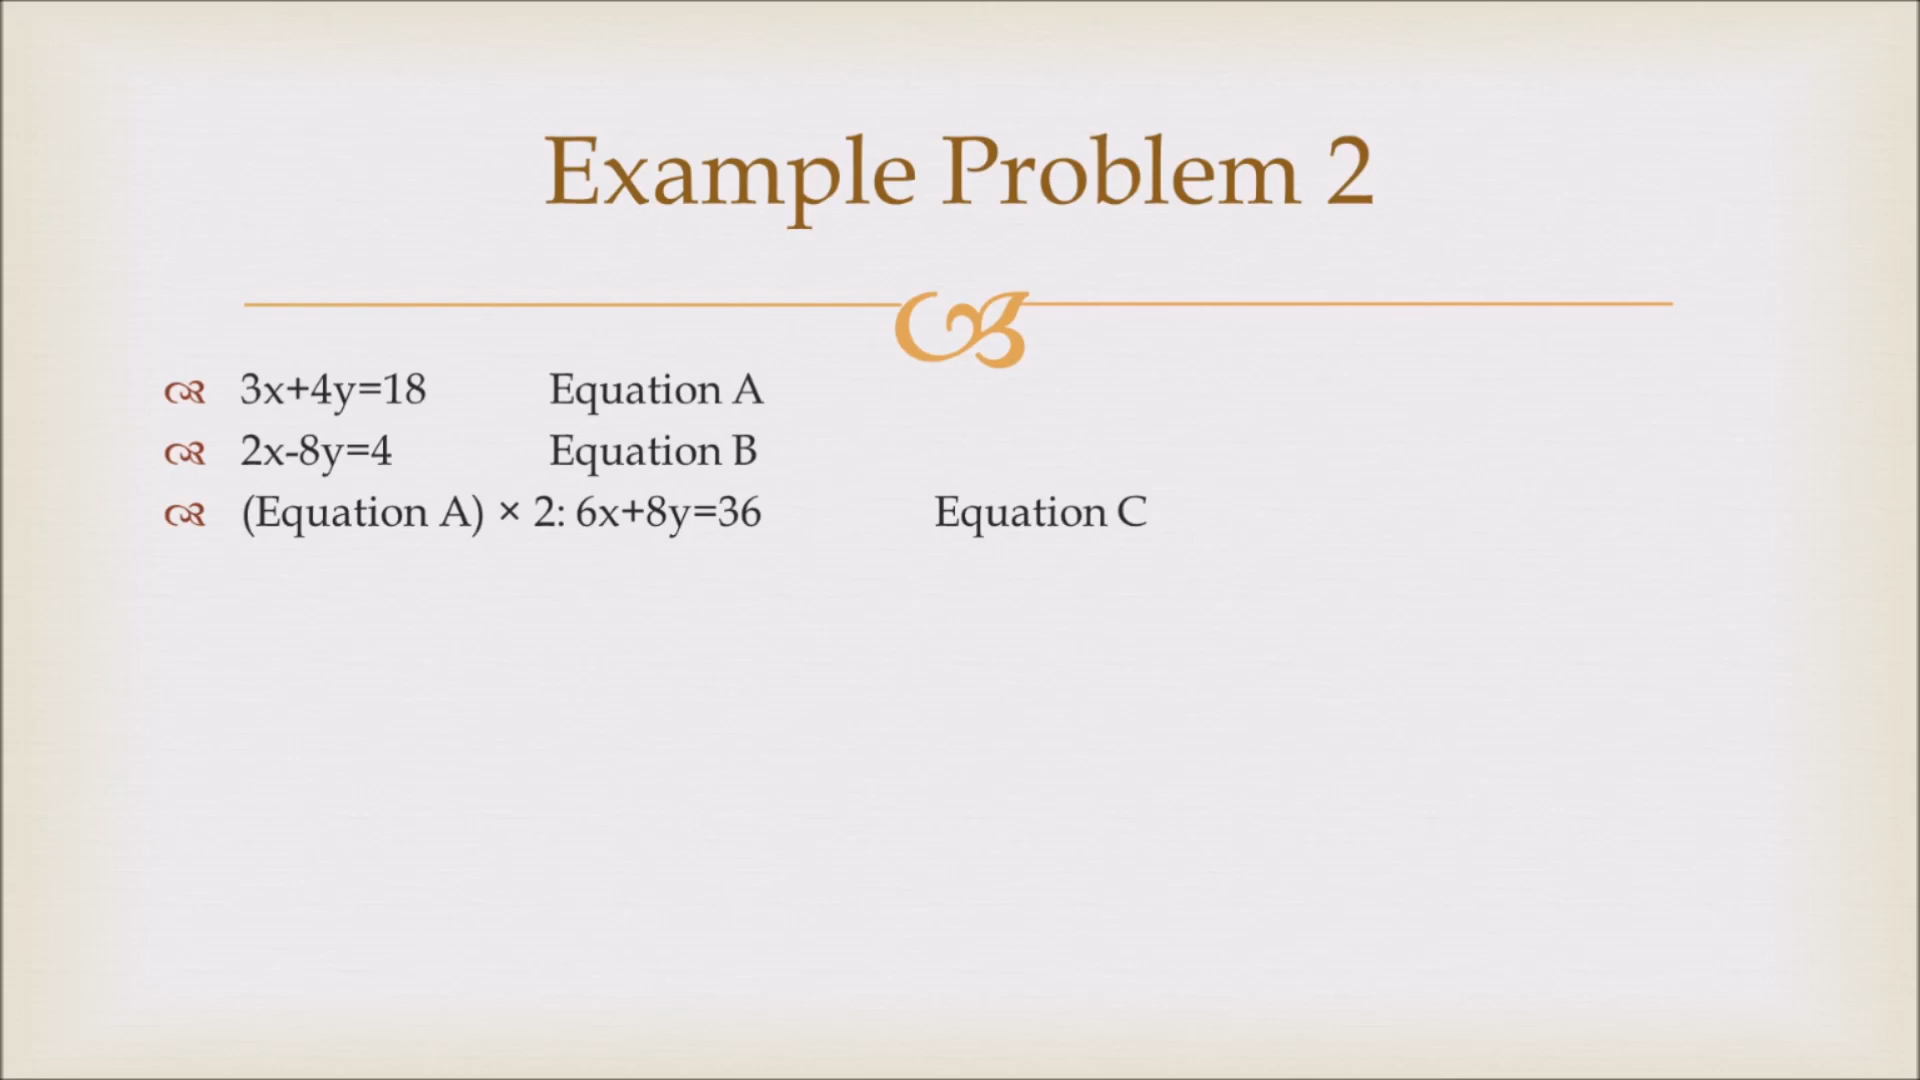 Example Problem 2
3x+4y=18 Equation A
2x-8y=4 Equation B
(Equation A) × 2: 6x+8y=36 Equation C